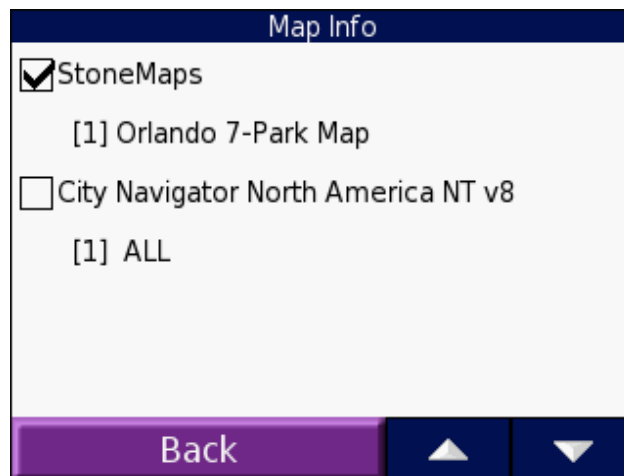 Map Info
StoneMaps
[1] Orlando 7-Park Map
City Navigator North America NT v8
[1] ALL
Back